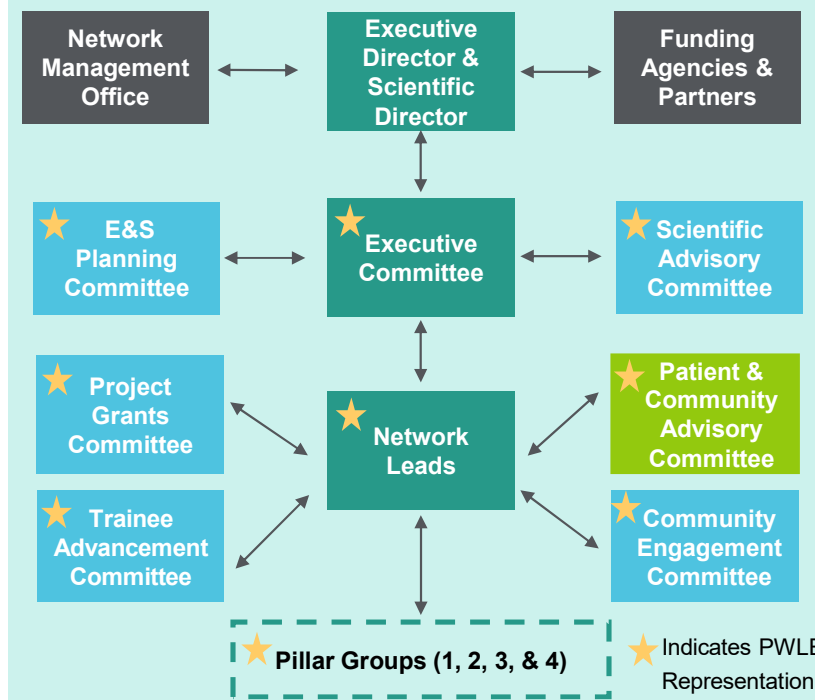 Network
Management
Office
Executive
Director &
Scientific
Director
Funding
Agencies &
Partners
E&S
Planning
Committee
Executive
Committee
Scientific
Advisory
Committee
Project
Grants
Committee
Network
Leads
Patient &
Community
Advisory
Committee
Trainee
Advancement
Committee
Community
Engagement
Committee
Pillar Groups (1, 2, 3, & 4)
Indicates PWLE
Representation